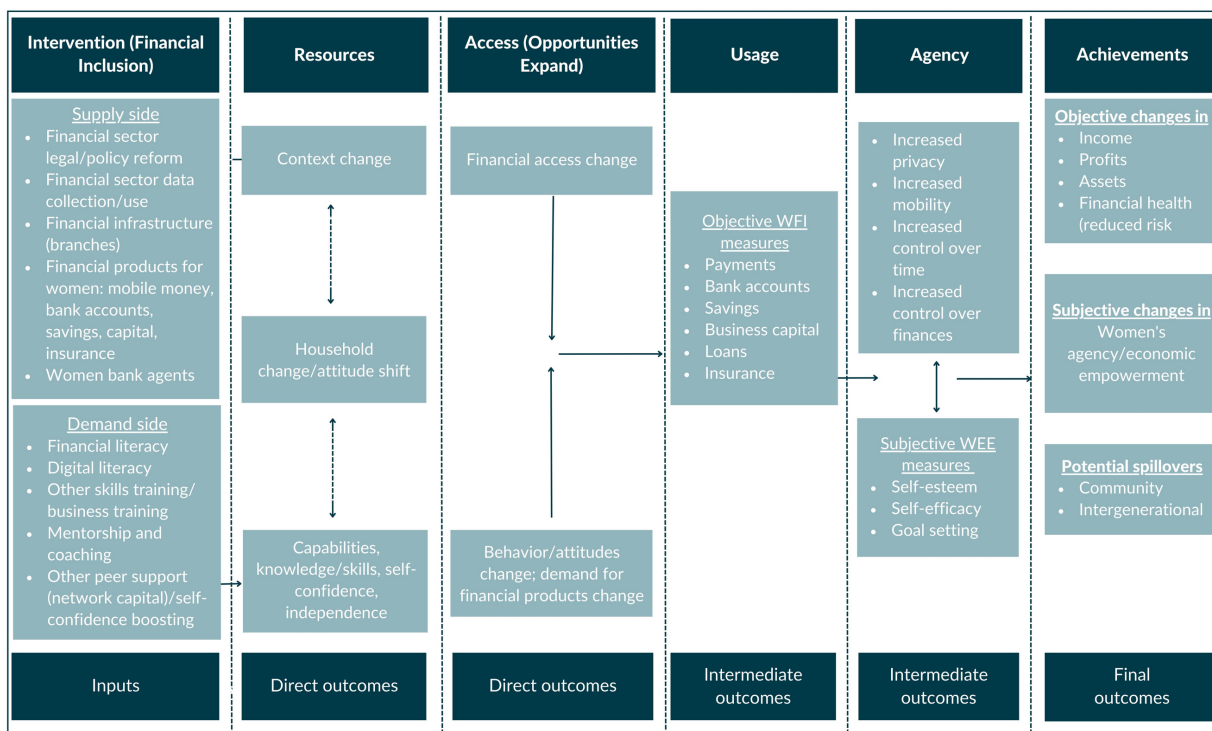 Intervention (Financial
Inclusion)
Resources
Access (Opportunities
Expand)
Usage
Agency
Achievements
Supply side
• Financial sector
legal/policy reform
• Financial sector data
collection/use
• Financial infrastructure
(branches)
• Financial products for
women: mobile money,
bank accounts,
savings, capital,
insurance
• Women bank agents
Demand side
• Financial literacy
• Digital literacy
• Other skills training/
business training
• Mentorship and
coaching
• Other peer support
(network capital)/self-
confidence boosting
Context change
Household
change/attitude shift
Capabilities,
knowledge/skills, self-
confidence,
independence
Financial access change
Behavior/attitudes
change; demand for
financial products change
Objective WFI
measures
• Payments
• Bank accounts
• Savings
• Business capital
• Loans
• Insurance
• Increased
privacy
• Increased
mobility
• Increased
control over
time
• Increased
control over
finances
Subjective WEE
measures
• Self-esteem
• Self-efficacy
• Goal setting
Objective changes in
• Income
• Profits
• Assets
• Financial health
(reduced risk
Subjective changes in
Women's
agency/economic
empowerment
Potential spillovers
• Community
• Intergenerational
Inputs
Direct outcomes
Direct outcomes
Intermediate
outcomes
Intermediate
outcomes
Final
outcomes